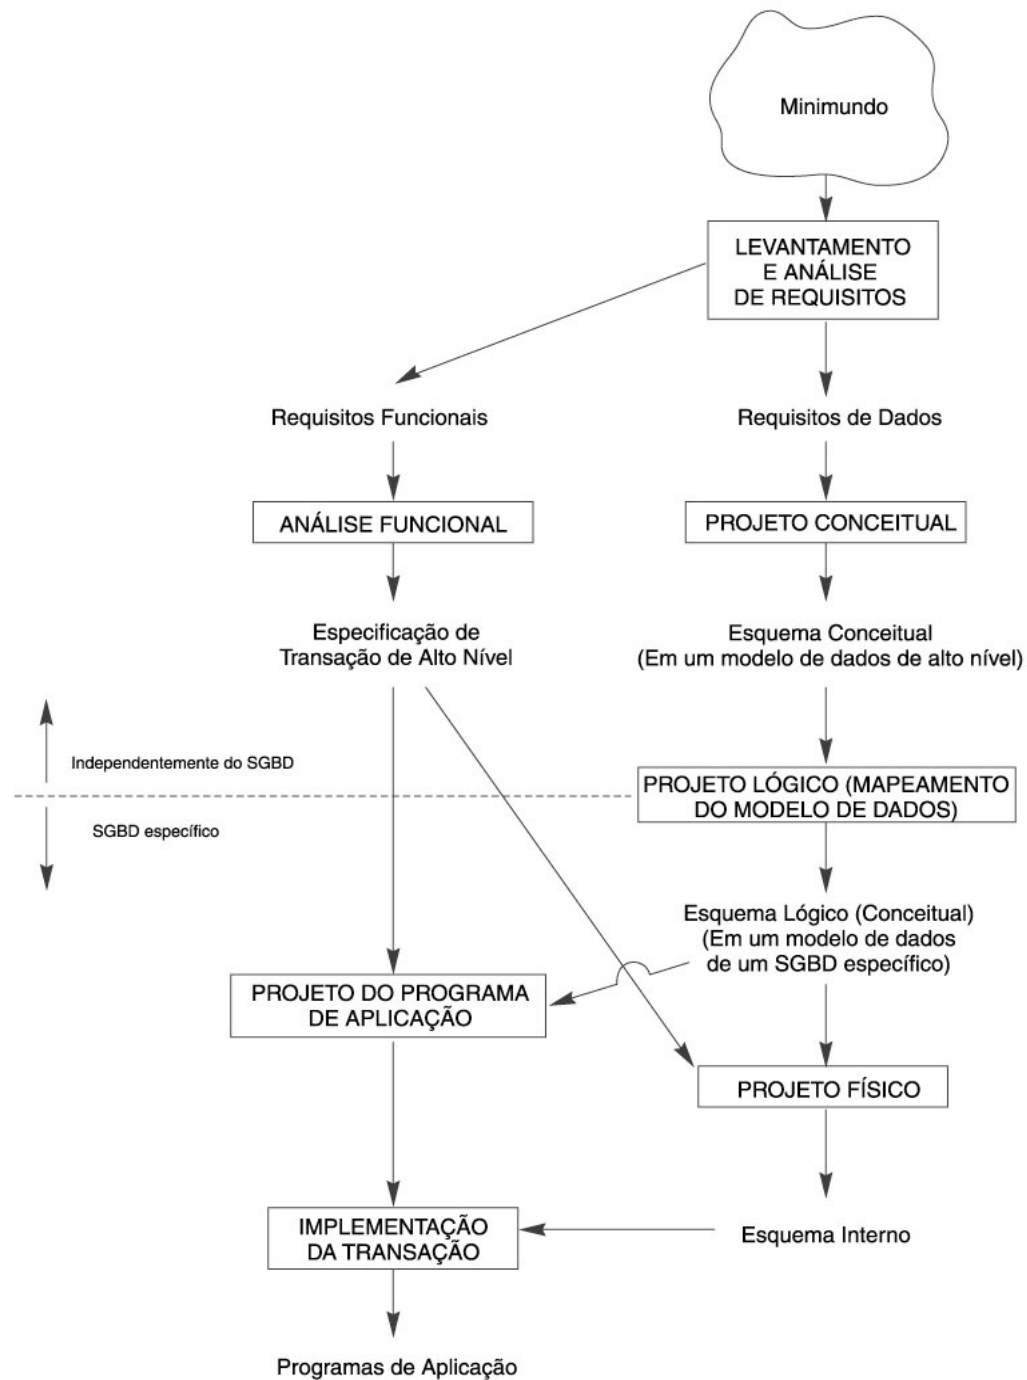 Minimundo
LEVANTAMENTO
E ANÁLISE
DE REQUISITOS
Requisitos Funcionais
Requisitos de Dados
ANÁLISE FUNCIONAL
PROJETO CONCEITUAL
Especificação de
Transação de Alto Nível
Esquema Conceitual
(Em um modelo de dados de alto nível)
Independentemente do SGBD
SGBD específico
PROJETO LÓGICO (MAPEAMENTO
DO MODELO DE DADOS)
Esquema Lógico (Conceitual)
(Em um modelo de dados
de um SGBD específico)
PROJETO DO PROGRAMA
DE APLICAÇÃO
PROJETO FÍSICO
IMPLEMENTAÇÃO
DA TRANSAÇÃO
Esquema Interno
Programas de Aplicação